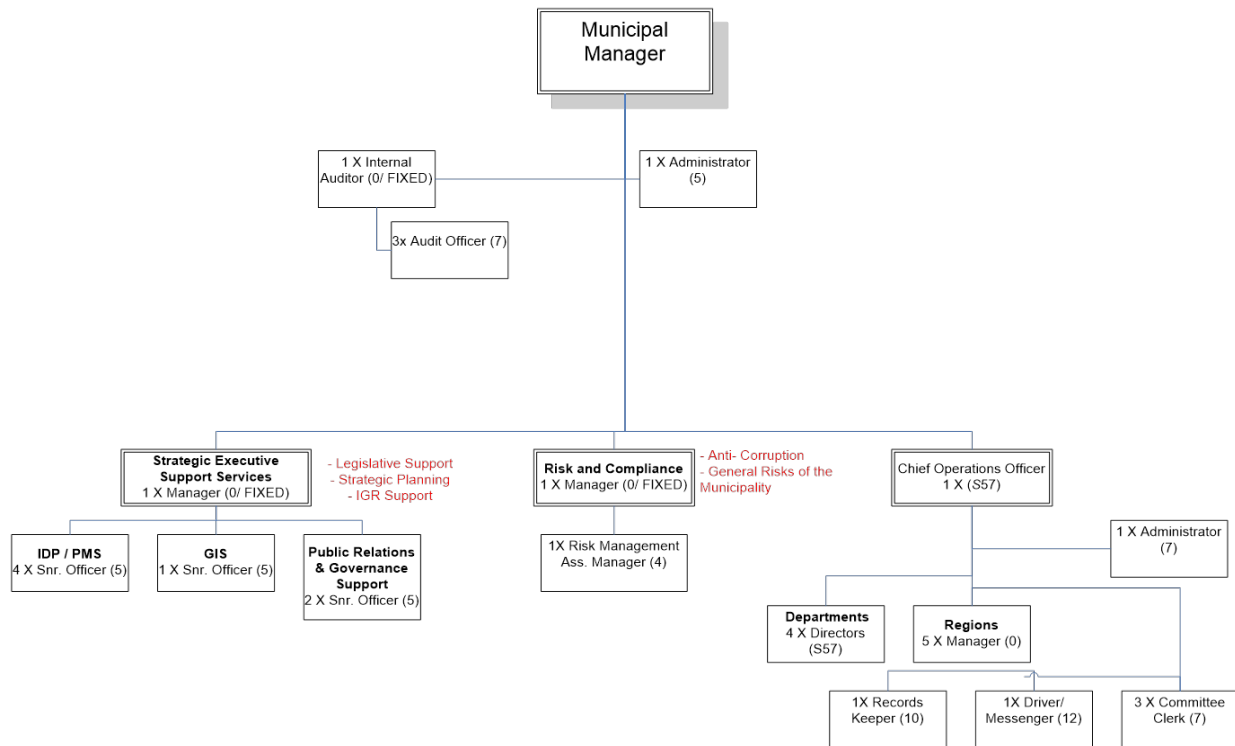 Municipal
Manager
1 X Internal
Auditor (0/ FIXED)
1 X Administrator
(5)
3x Audit Officer (7)
Strategic Executive
Support Services
1 X Manager (0/ FIXED)
- Legislative Support
- Strategic Planning
- IGR Support
Risk and Compliance
1 X Manager (0/ FIXED)
- Anti- Corruption
- General Risks of the
Municipality
Chief Operations Officer
1 X (S57)
IDP / PMS
4 X Snr. Officer (5)
GIS
1 X Snr. Officer (5)
Public Relations
& Governance
Support
2 X Snr. Officer (5)
1X Risk Management
Ass. Manager (4)
1 X Administrator
(7)
Departments
4 X Directors
(S57)
Regions
5 X Manager (0)
1X Records
Keeper (10)
1X Driver/
Messenger (12)
3 X Committee
Clerk (7)